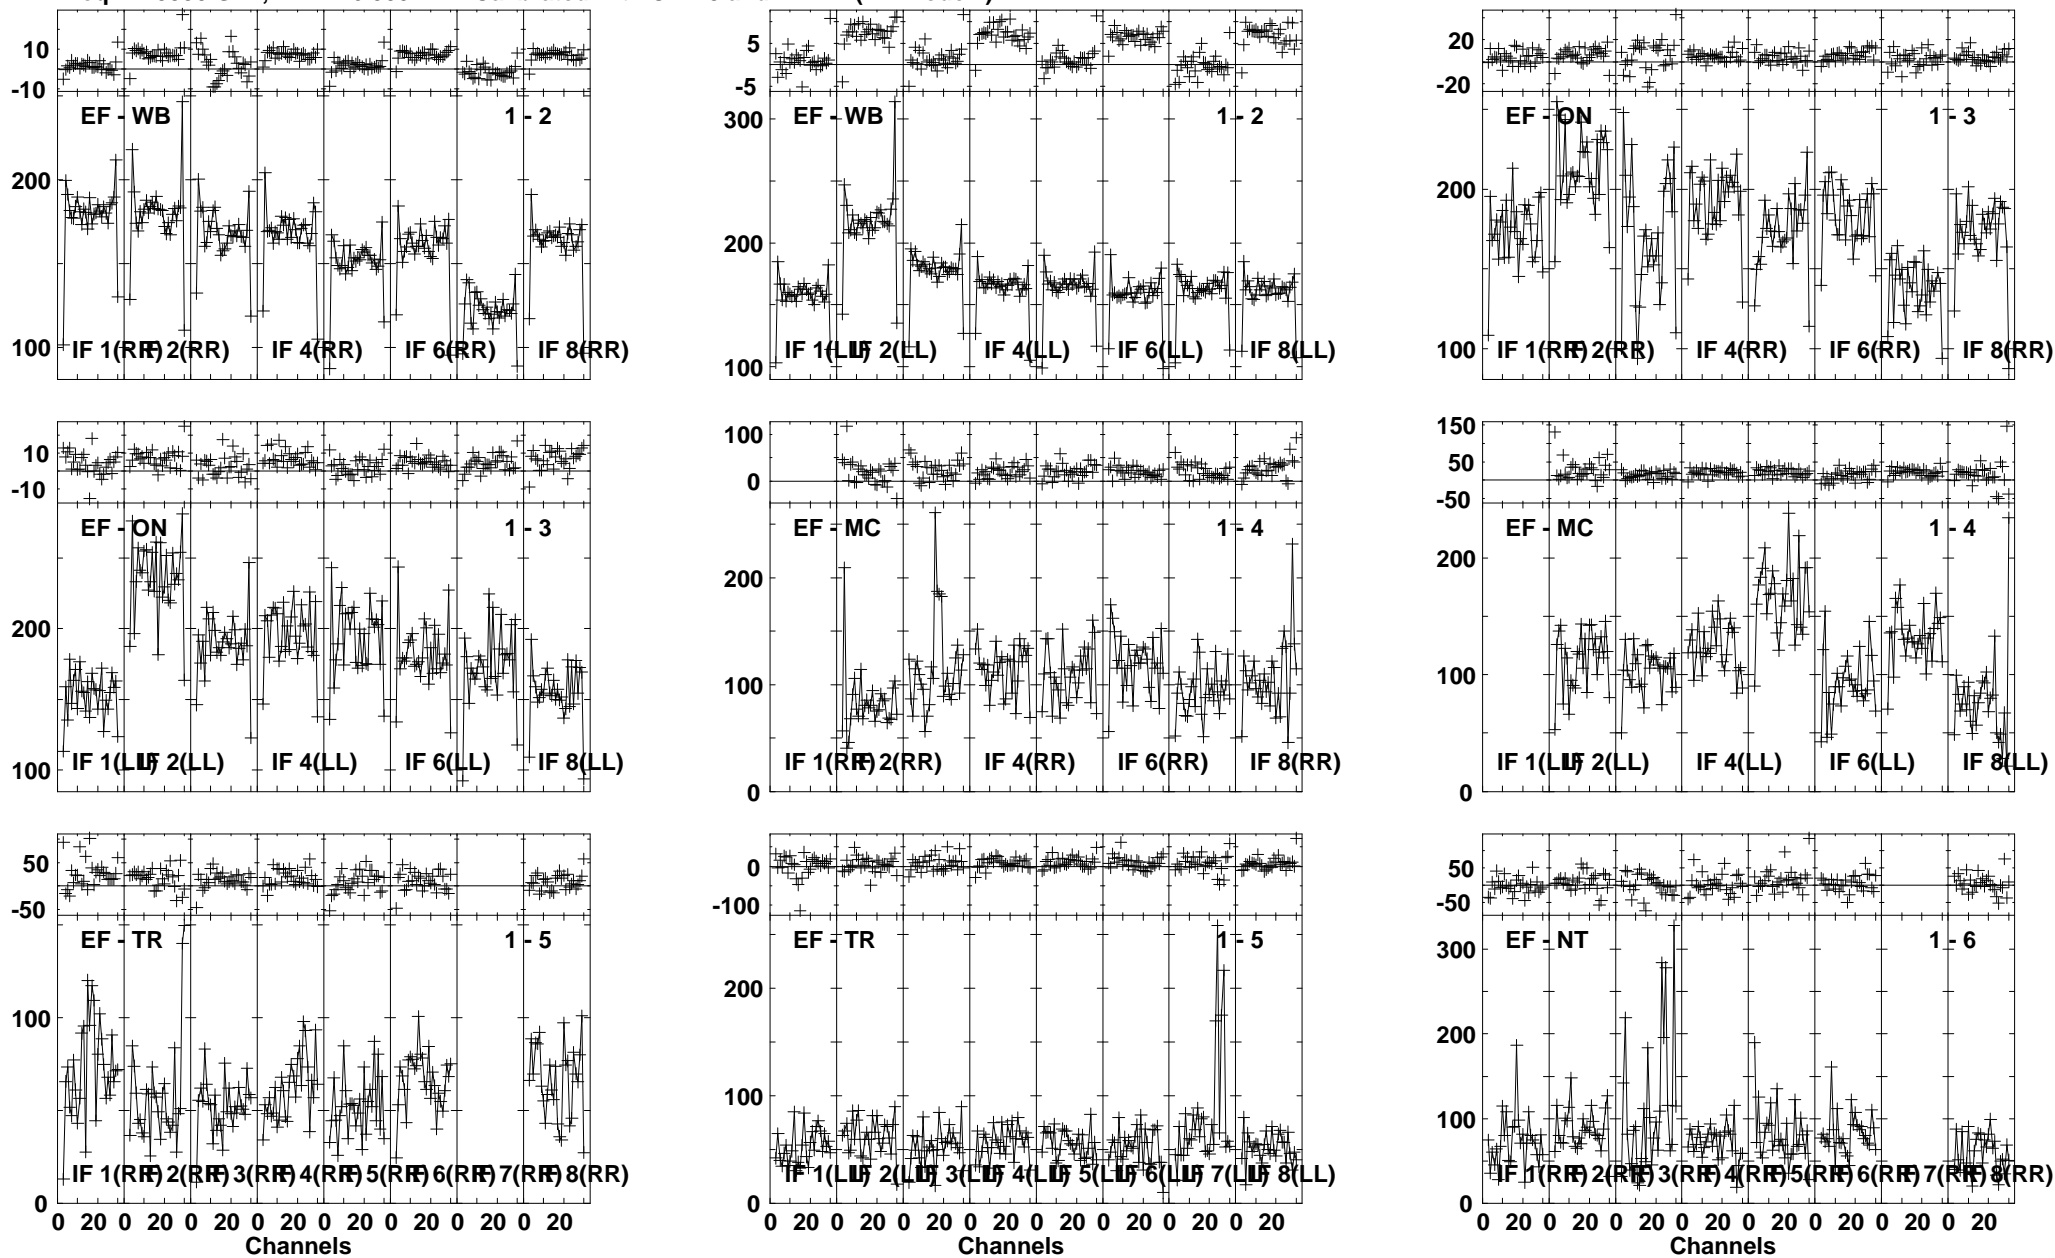 10
-10
EF - WB 1 - 2
200
100
IF 1(RR) IF 2(RR) IF 4(RR) IF 6(RR) IF 8(RR)
5
-5
EF - WB 1 - 2
300
200
100
IF 1(LL) IF 2(LL) IF 4(LL) IF 6(LL) IF 8(LL)
20
-20
EF - ON 1 - 3
200
100
IF 1(RR) IF 2(RR) IF 4(RR) IF 6(RR) IF 8(RR)
10
-10
EF - ON 1 - 3
200
100
IF 1(LL) IF 2(LL) IF 4(LL) IF 6(LL) IF 8(LL)
100
0
EF - MC 1 - 4
200
100
0
IF 1(RR) IF 2(RR) IF 4(RR) IF 6(RR) IF 8(RR)
150
50
-50
EF - MC 1 - 4
200
100
0
IF 1(LL) IF 2(LL) IF 4(LL) IF 6(LL) IF 8(LL)
50
-50
EF - TR 1 - 5
100
0
IF 1(RR) IF 2(RR) IF 3(RR) IF 4(RR) IF 5(RR) IF 6(RR) IF 7(RR) IF 8(RR)
0 20 0 20 0 20 0 20 0 20 0 20 0 20 0 20
Channels
0
-100
EF - TR 1 - 5
200
100
0
IF 1(LL) IF 2(LL) IF 3(LL) IF 4(LL) IF 5(LL) IF 6(LL) IF 7(LL) IF 8(LL)
0 20 0 20 0 20 0 20 0 20 0 20 0 20 0 20
Channels
50
-50
EF - NT 1 - 6
300
200
100
0
IF 1(RR) IF 2(RR) IF 3(RR) IF 4(RR) IF 5(RR) IF 6(RR) IF 7(RR) IF 8(RR)
0 20 0 20 0 20 0 20 0 20 0 20 0 20 0 20
Channels